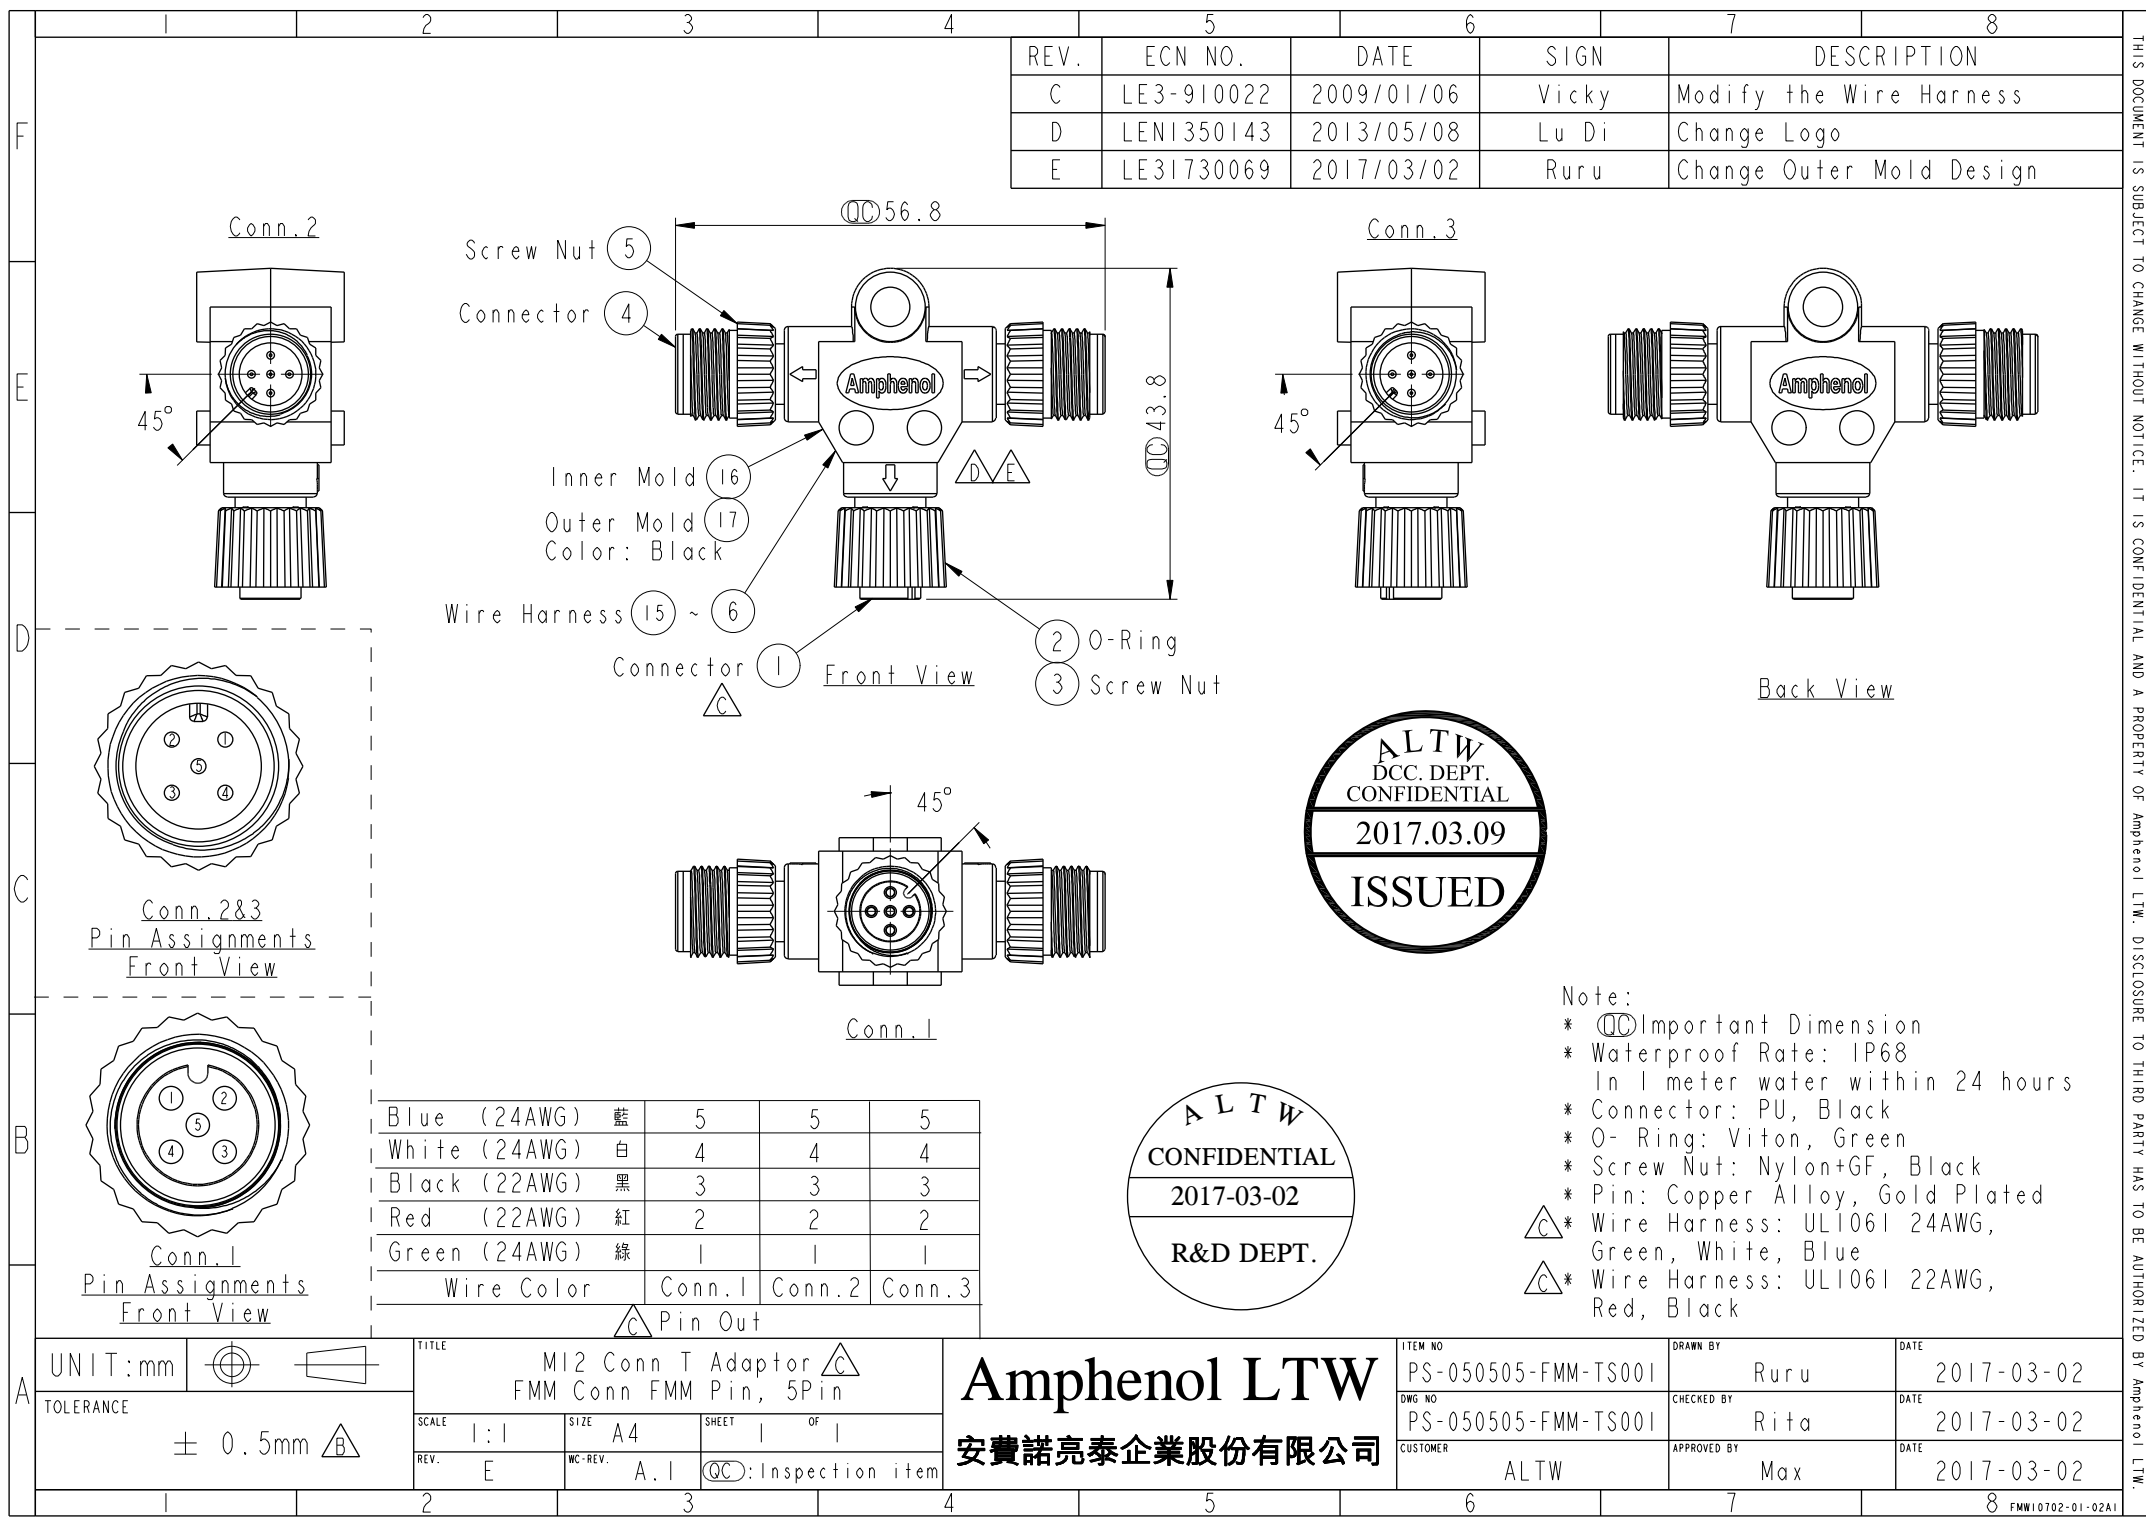 1 2 3 4 5 6 7 8
REV. ECN NO. DATE SIGN DESCRIPTION
C LE3-910022 2009/01/06 Vicky Modify the Wire Harness
D LEN1350143 2013/05/08 Lu Di Change Logo
E LE31730069 2017/03/02 Ruru Change Outer Mold Design
F
E
D
C
B
A
Conn.2
45°
Screw Nut 5
Connector 4
QC 56.8
QC 43.8
Amphenol
Inner Mold 16
Outer Mold 17
Color: Black
D E
Wire Harness 15 ~ 6
Connector 1
C
Front View
2 O-Ring
3 Screw Nut
Conn.3
45°
Amphenol
Back View
2 1
5
3 4
Conn.2&3
Pin Assignments
Front View
1 2
5
4 3
Conn.1
Pin Assignments
Front View
45°
Conn.1
ALTW
DCC. DEPT.
CONFIDENTIAL
2017.03.09
ISSUED
ALTW
CONFIDENTIAL
2017-03-02
R&D DEPT.
Blue (24AWG) 藍 5 5 5
White (24AWG) 白 4 4 4
Black (22AWG) 黑 3 3 3
Red (22AWG) 紅 2 2 2
Green (24AWG) 綠 1 1 1
Wire Color Conn.1 Conn.2 Conn.3
C Pin Out
Note:
* QC Important Dimension
* Waterproof Rate: IP68
In 1 meter water within 24 hours
* Connector: PU, Black
* O- Ring: Viton, Green
* Screw Nut: Nylon+GF, Black
* Pin: Copper Alloy, Gold Plated
C * Wire Harness: UL1061 24AWG,
Green, White, Blue
C * Wire Harness: UL1061 22AWG,
Red, Black
UNIT:mm
TOLERANCE
± 0.5mm B
TITLE
M12 Conn T Adaptor C
FMM Conn FMM Pin, 5Pin
SCALE 1:1 SIZE A4 SHEET 1 OF 1
REV. E WC-REV. A.1 QC:Inspection item
Amphenol LTW
安費諾亮泰企業股份有限公司
ITEM NO PS-050505-FMM-TS001 DRAWN BY Ruru DATE 2017-03-02
DWG NO PS-050505-FMM-TS001 CHECKED BY Rita DATE 2017-03-02
CUSTOMER ALTW APPROVED BY Max DATE 2017-03-02
1 2 3 4 5 6 7 8
FMW10702-01-02A1
THIS DOCUMENT IS SUBJECT TO CHANGE WITHOUT NOTICE. IT IS CONFIDENTIAL AND A PROPERTY OF Amphenol LTW. DISCLOSURE TO THIRD PARTY HAS TO BE AUTHORIZED BY Amphenol LTW.